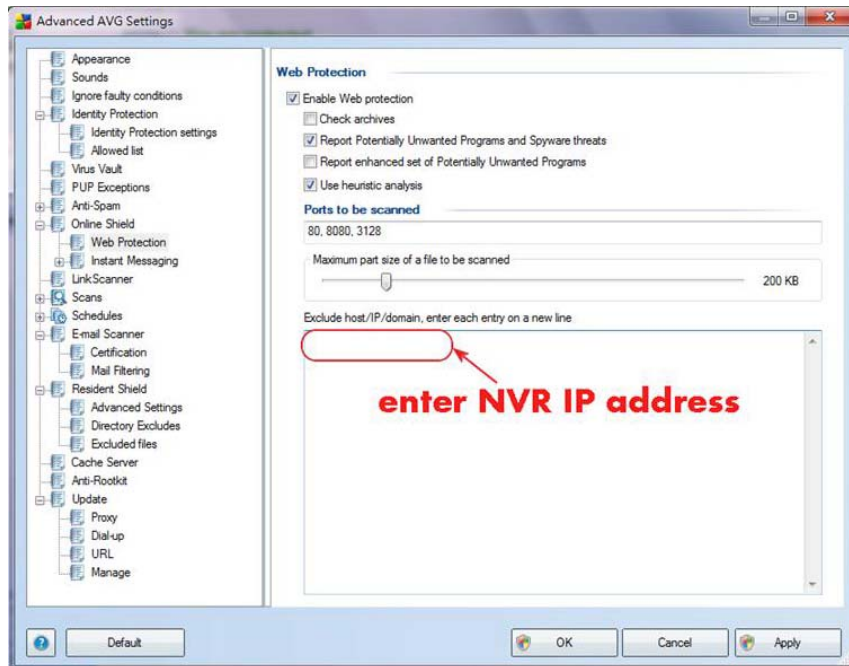 Advanced AVG Settings
Appearance
Sounds
Ignore faulty conditions
Identity Protection
Identity Protection settings
Allowed list
Virus Vault
PUP Exceptions
Anti-Spam
Online Shield
Web Protection
Instant Messaging
LinkScanner
Scans
Schedules
E-mail Scanner
Certification
Mail Filtering
Resident Shield
Advanced Settings
Directory Excludes
Excluded files
Cache Server
Anti-Rootkit
Update
Proxy
Dial-up
URL
Manage
Web Protection
Enable Web protection
Check archives
Report Potentially Unwanted Programs and Spyware threats
Report enhanced set of Potentially Unwanted Programs
Use heuristic analysis
Ports to be scanned
80, 8080, 3128
Maximum part size of a file to be scanned
200 KB
Exclude host/IP/domain, enter each entry on a new line
enter NVR IP address
Default
OK
Cancel
Apply